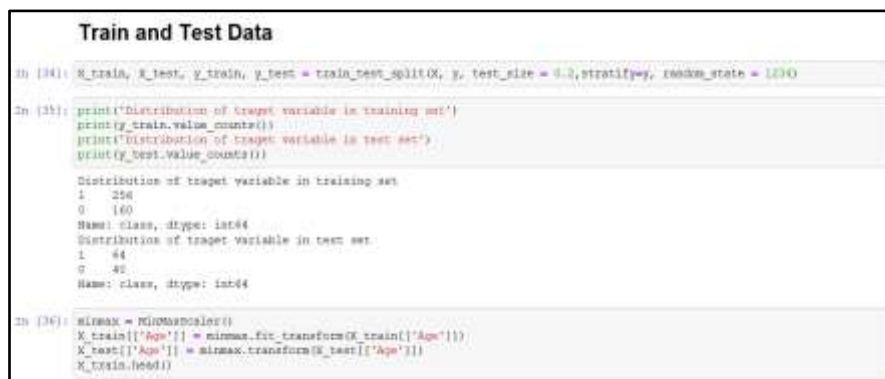 Train and Test Data
In [34]: X_train, X_test, y_train, y_test = train_test_split(X, y, test_size = 0.2,stratify=y, random_state = 1234)
In [35]: print('Distribution of traget variable in training set')
print(y_train.value_counts())
print('Distribution of traget variable in test set')
print(y_test.value_counts())
Distribution of traget variable in training set
1 256
0 160
Name: class, dtype: int64
Distribution of traget variable in test set
1 64
0 40
Name: class, dtype: int64
In [36]: minmax = MinMaxScaler()
X_train[['Age']] = minmax.fit_transform(X_train[['Age']])
X_test[['Age']] = minmax.transform(X_test[['Age']])
X_train.head()